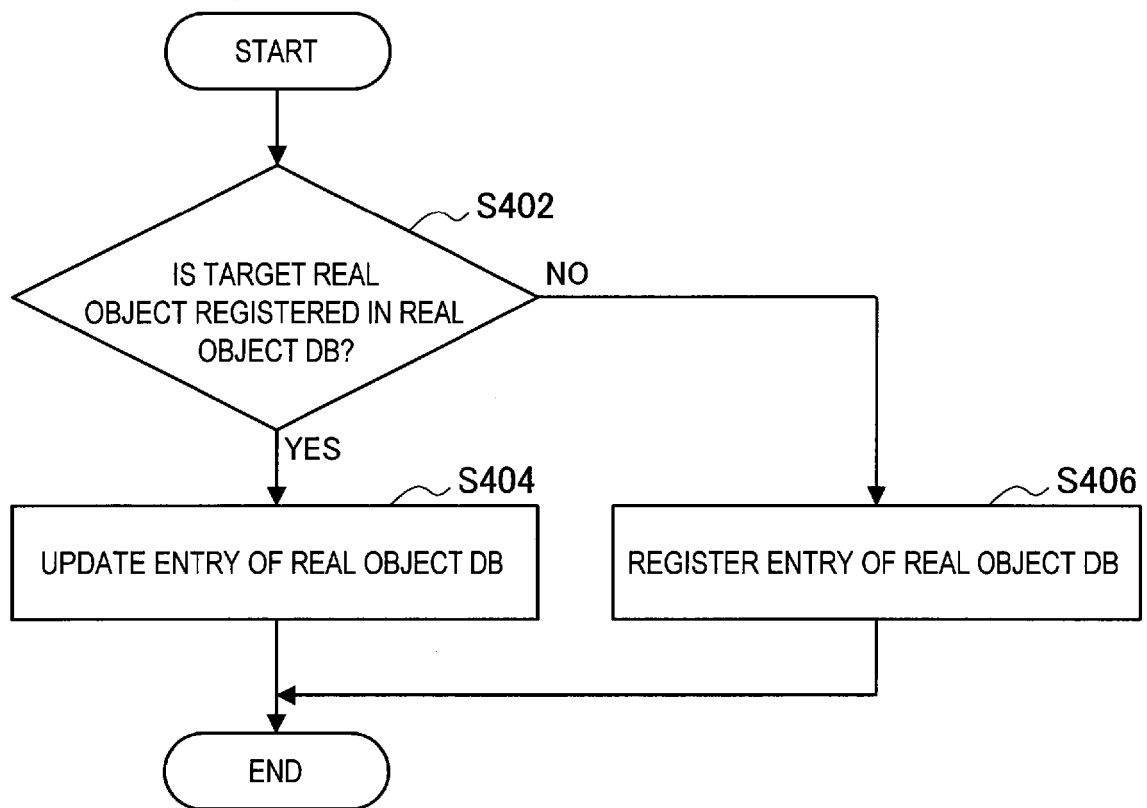 START
S402
IS TARGET REAL
OBJECT REGISTERED IN REAL
OBJECT DB?
NO
YES
S404
S406
UPDATE ENTRY OF REAL OBJECT DB
REGISTER ENTRY OF REAL OBJECT DB
END